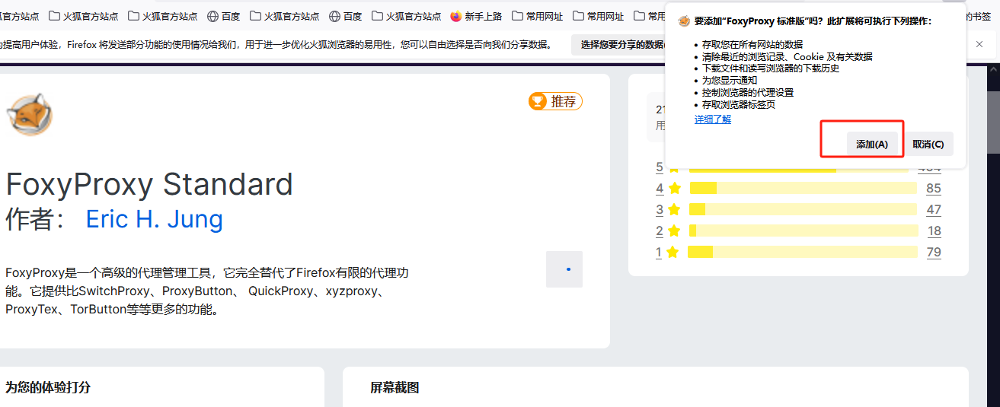 火狐官方站点 火狐官方站点 火狐官方站点 百度 火狐官方站点 百度 火狐官方站点 新手上路 常用网址 常用网址 常用 的书签
为提高用户体验，Firefox 将发送部分功能的使用情况给我们，用于进一步优化火狐浏览器的易用性，您可以自由选择是否向我们分享数据。 选择您要分享的数据(
要添加“FoxyProxy 标准版”吗？此扩展将可执行下列操作：
• 存取您在所有网站的数据
• 清除最近的浏览记录、Cookie 及有关数据
• 下载文件和读写浏览器的下载历史
• 为您显示通知
• 控制浏览器的代理设置
• 存取浏览器标签页
详细了解
添加(A) 取消(C)
推荐
21
用
FoxyProxy Standard
作者： Eric H. Jung
FoxyProxy是一个高级的代理管理工具，它完全替代了Firefox有限的代理功
能。它提供比SwitchProxy、ProxyButton、 QuickProxy、xyzproxy、
ProxyTex、TorButton等等更多的功能。
5
4 85
3 47
2 18
1 79
为您的体验打分
屏幕截图